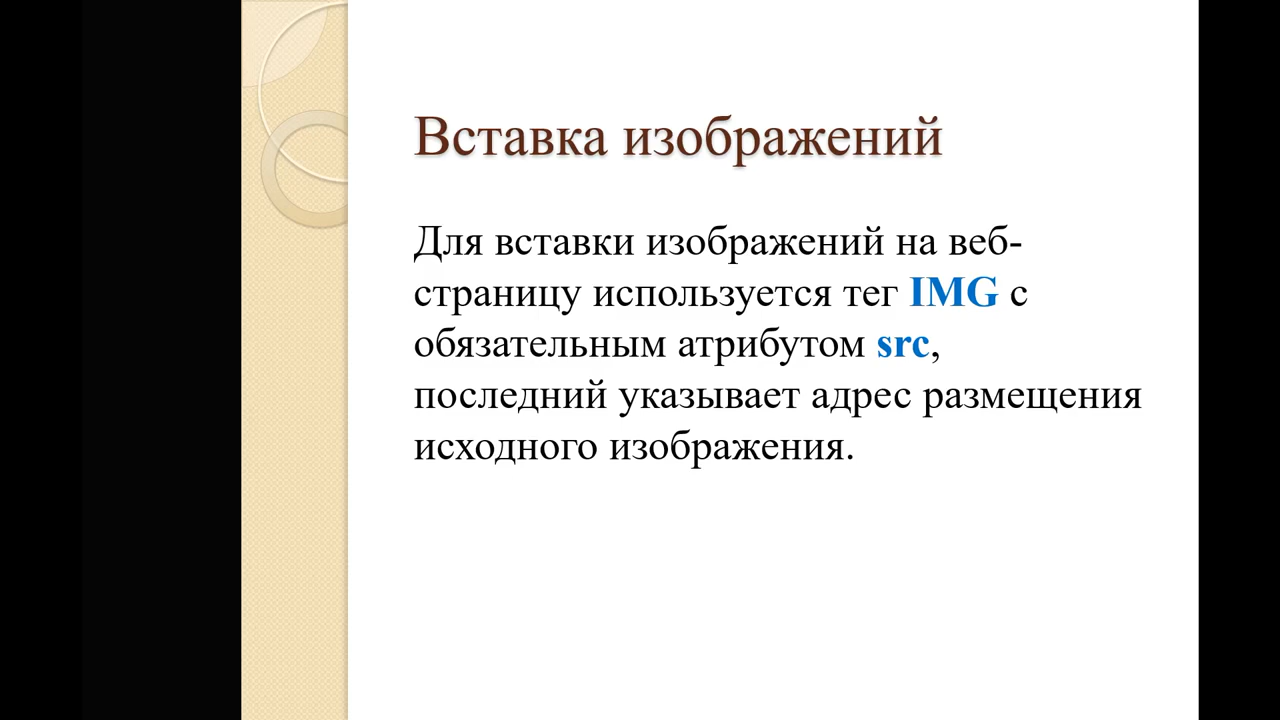 Вставка изображений
Для вставки изображений на веб-
страницу используется тег IMG с
обязательным атрибутом src,
последний указывает адрес размещения
исходного изображения.